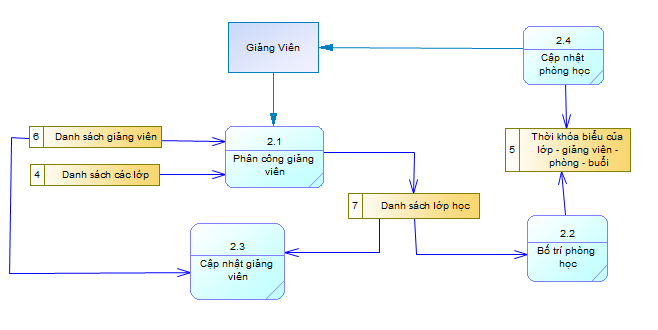 Giảng Viên
2.4
Cập nhật
phòng học
6 Danh sách giảng viên
4 Danh sách các lớp
2.1
Phân công giảng
viên
5 Thời khóa biểu của
lớp - giảng viên -
phòng - buổi
7 Danh sách lớp học
2.3
Cập nhật giảng
viên
2.2
Bố trí phòng
học